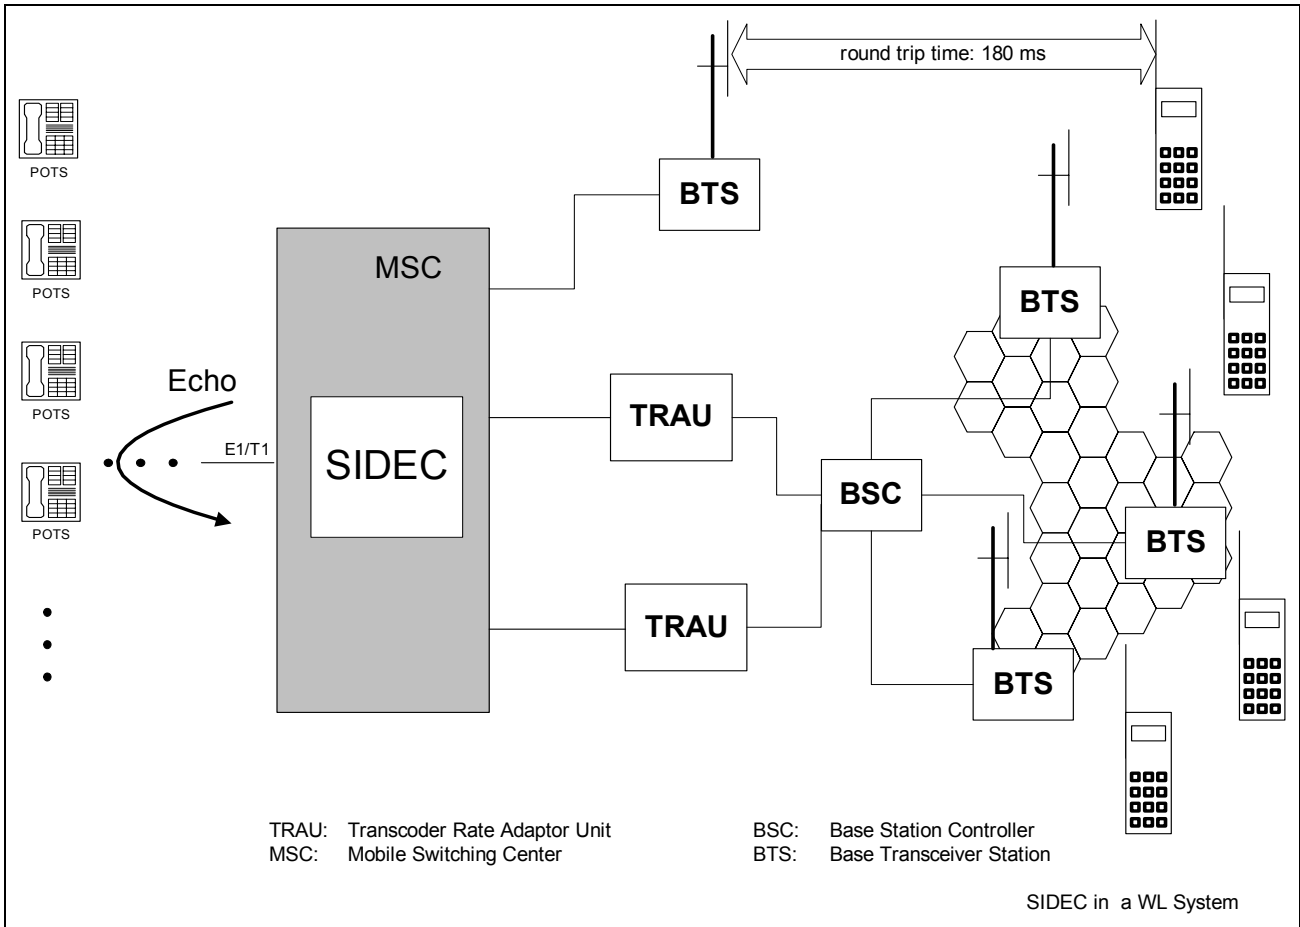 round trip time: 180 ms
POTS
BTS
POTS
MSC
BTS
POTS
Echo
TRAU
E1/T1
SIDEC
BSC
POTS
BTS
TRAU
BTS
TRAU: Transcoder Rate Adaptor Unit
MSC: Mobile Switching Center
BSC: Base Station Controller
BTS: Base Transceiver Station
SIDEC in a WL System